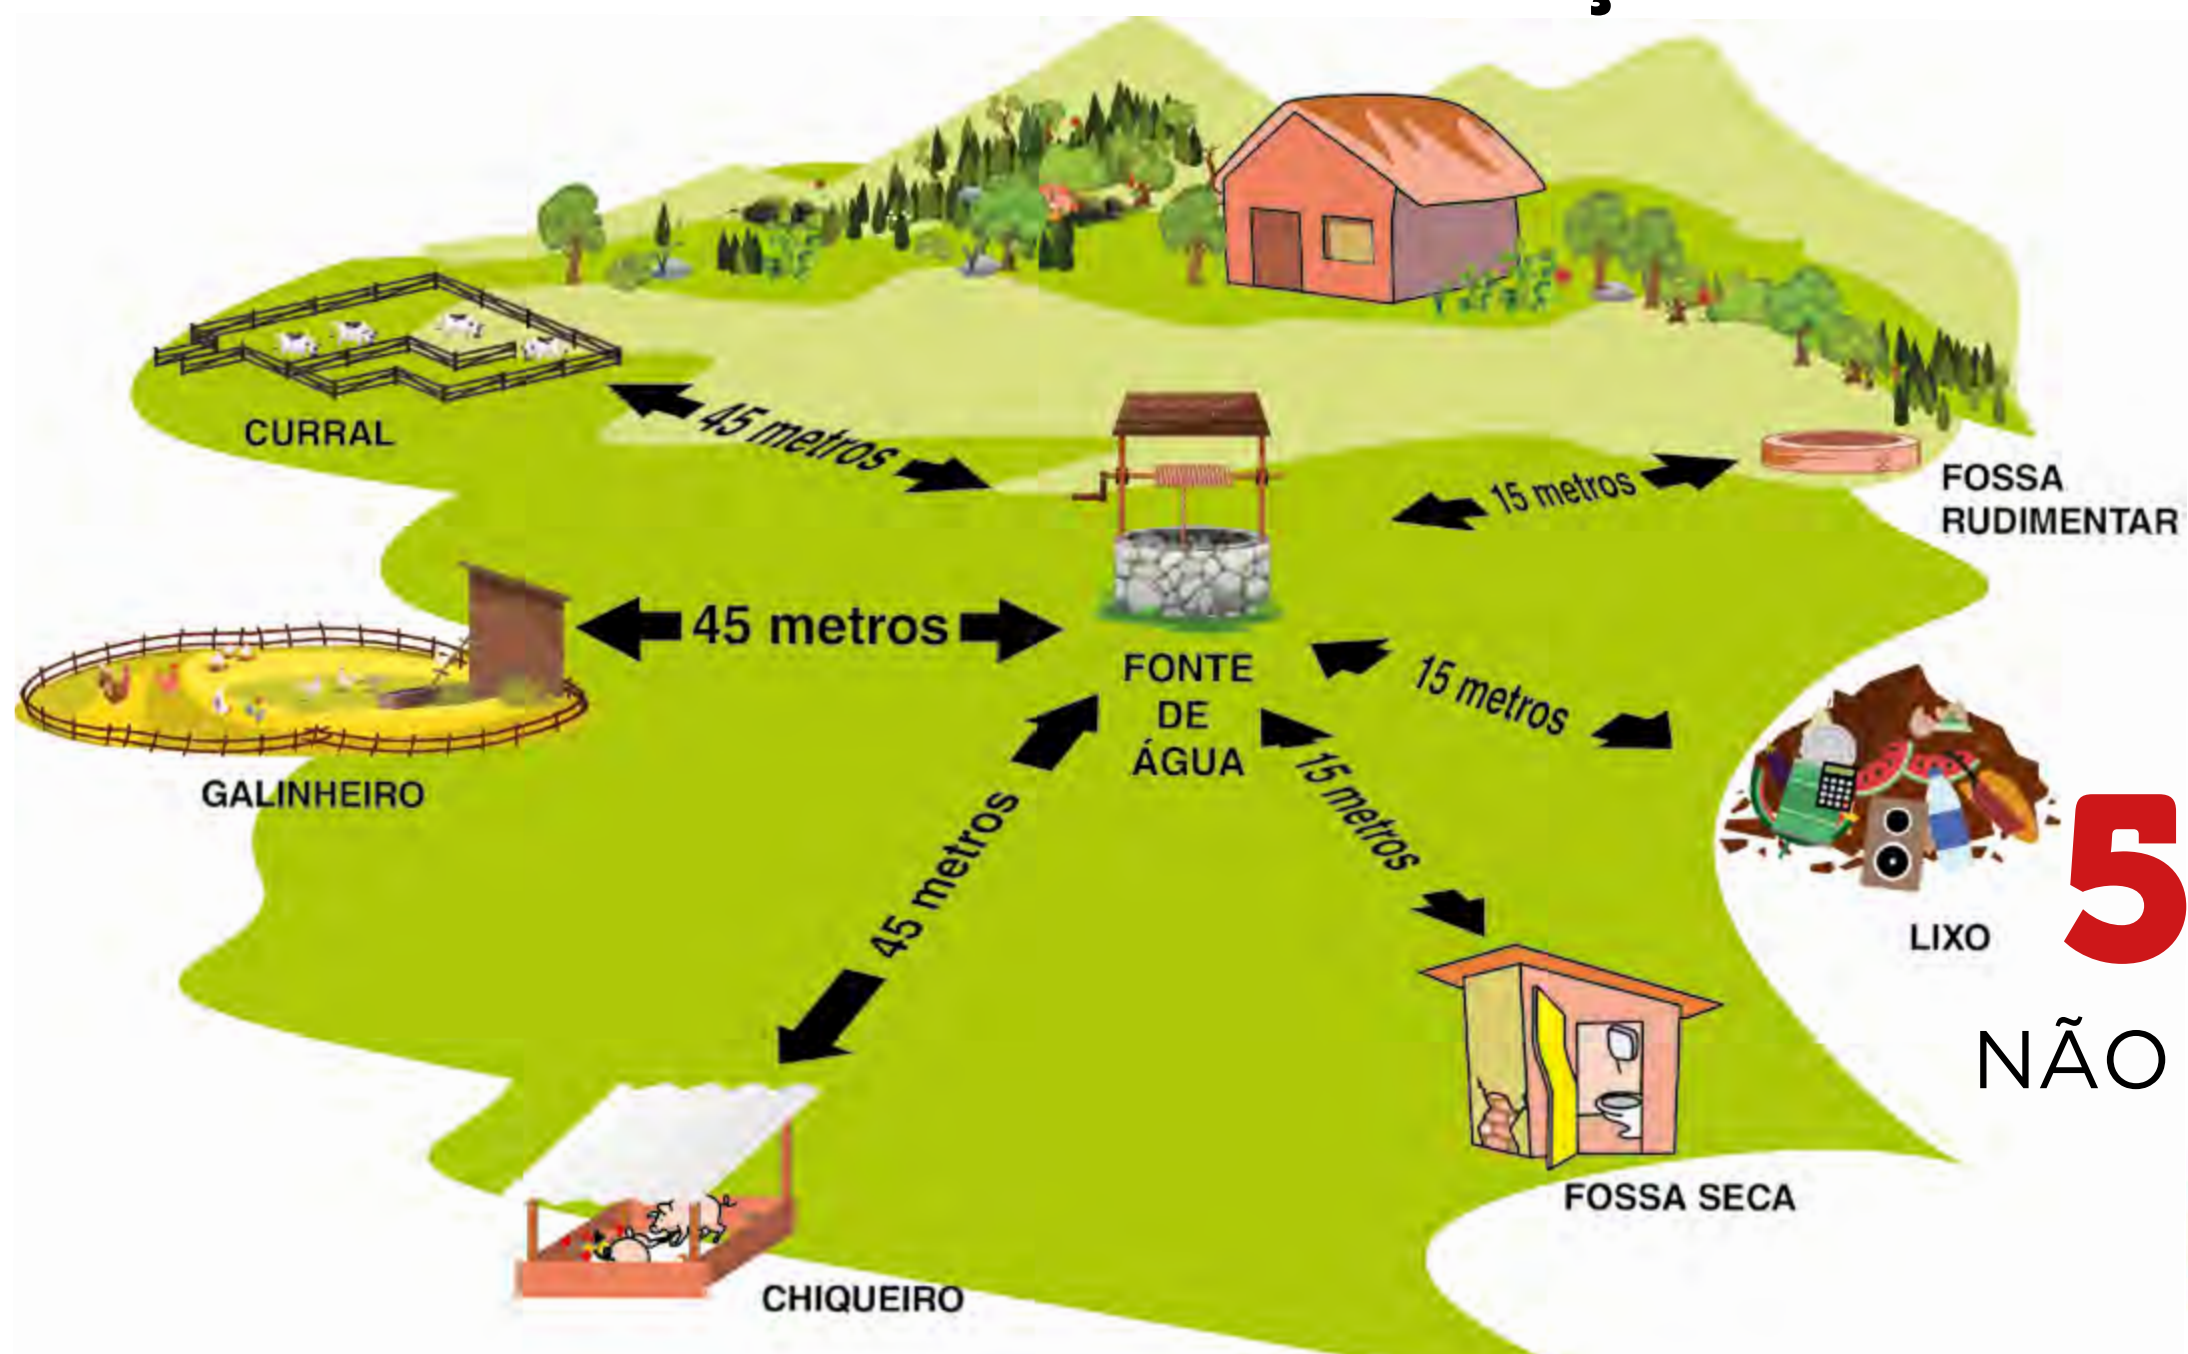 CURRAL
45 metros
15 metros
FOSSA
RUDIMENTAR
45 metros
FONTE
DE
ÁGUA
15 metros
GALINHEIRO
15 metros
45 metros
LIXO
5
NÃO
FOSSA SECA
CHIQUEIRO